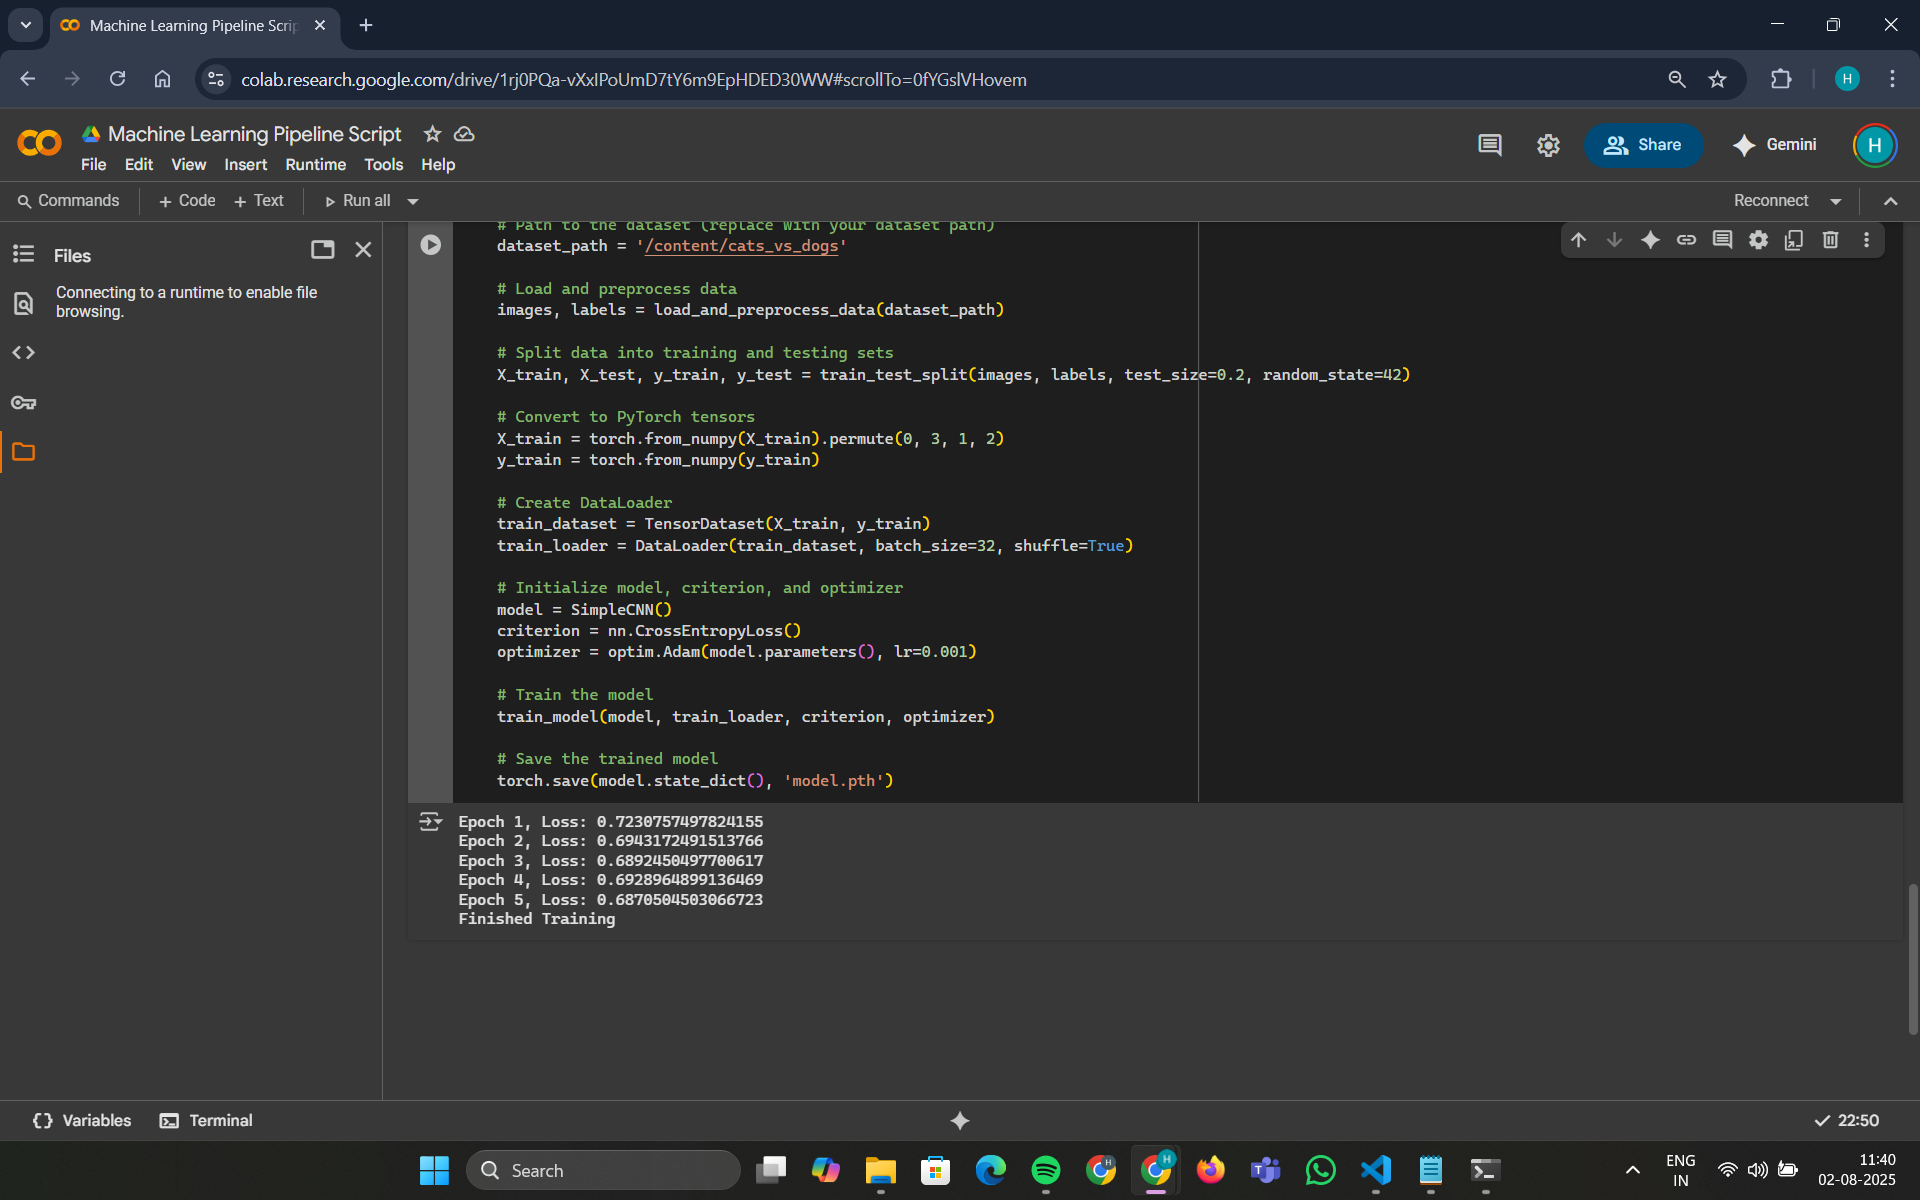 Machine Learning Pipeline Scrip
colab.research.google.com/drive/1rj0PQa-vXxIPoUmD7tY6m9EpHDED30WW#scrollTo=0fYGslVHovem
H
Machine Learning Pipeline Script
File Edit View Insert Runtime Tools Help
Share
Gemini
H
Commands
+ Code
+ Text
Run all
Reconnect
Files
Connecting to a runtime to enable file
browsing.
# Path to the dataset (replace with your dataset path)
dataset_path = '/content/cats_vs_dogs'
# Load and preprocess data
images, labels = load_and_preprocess_data(dataset_path)
# Split data into training and testing sets
X_train, X_test, y_train, y_test = train_test_split(images, labels, test_size=0.2, random_state=42)
# Convert to PyTorch tensors
X_train = torch.from_numpy(X_train).permute(0, 3, 1, 2)
y_train = torch.from_numpy(y_train)
# Create DataLoader
train_dataset = TensorDataset(X_train, y_train)
train_loader = DataLoader(train_dataset, batch_size=32, shuffle=True)
# Initialize model, criterion, and optimizer
model = SimpleCNN()
criterion = nn.CrossEntropyLoss()
optimizer = optim.Adam(model.parameters(), lr=0.001)
# Train the model
train_model(model, train_loader, criterion, optimizer)
# Save the trained model
torch.save(model.state_dict(), 'model.pth')
Epoch 1, Loss: 0.7230757497824155
Epoch 2, Loss: 0.6943172491513766
Epoch 3, Loss: 0.6892450497700617
Epoch 4, Loss: 0.6928964899136469
Epoch 5, Loss: 0.6870504503066723
Finished Training
Variables
Terminal
22:50
Search
ENG
IN
11:40
02-08-2025